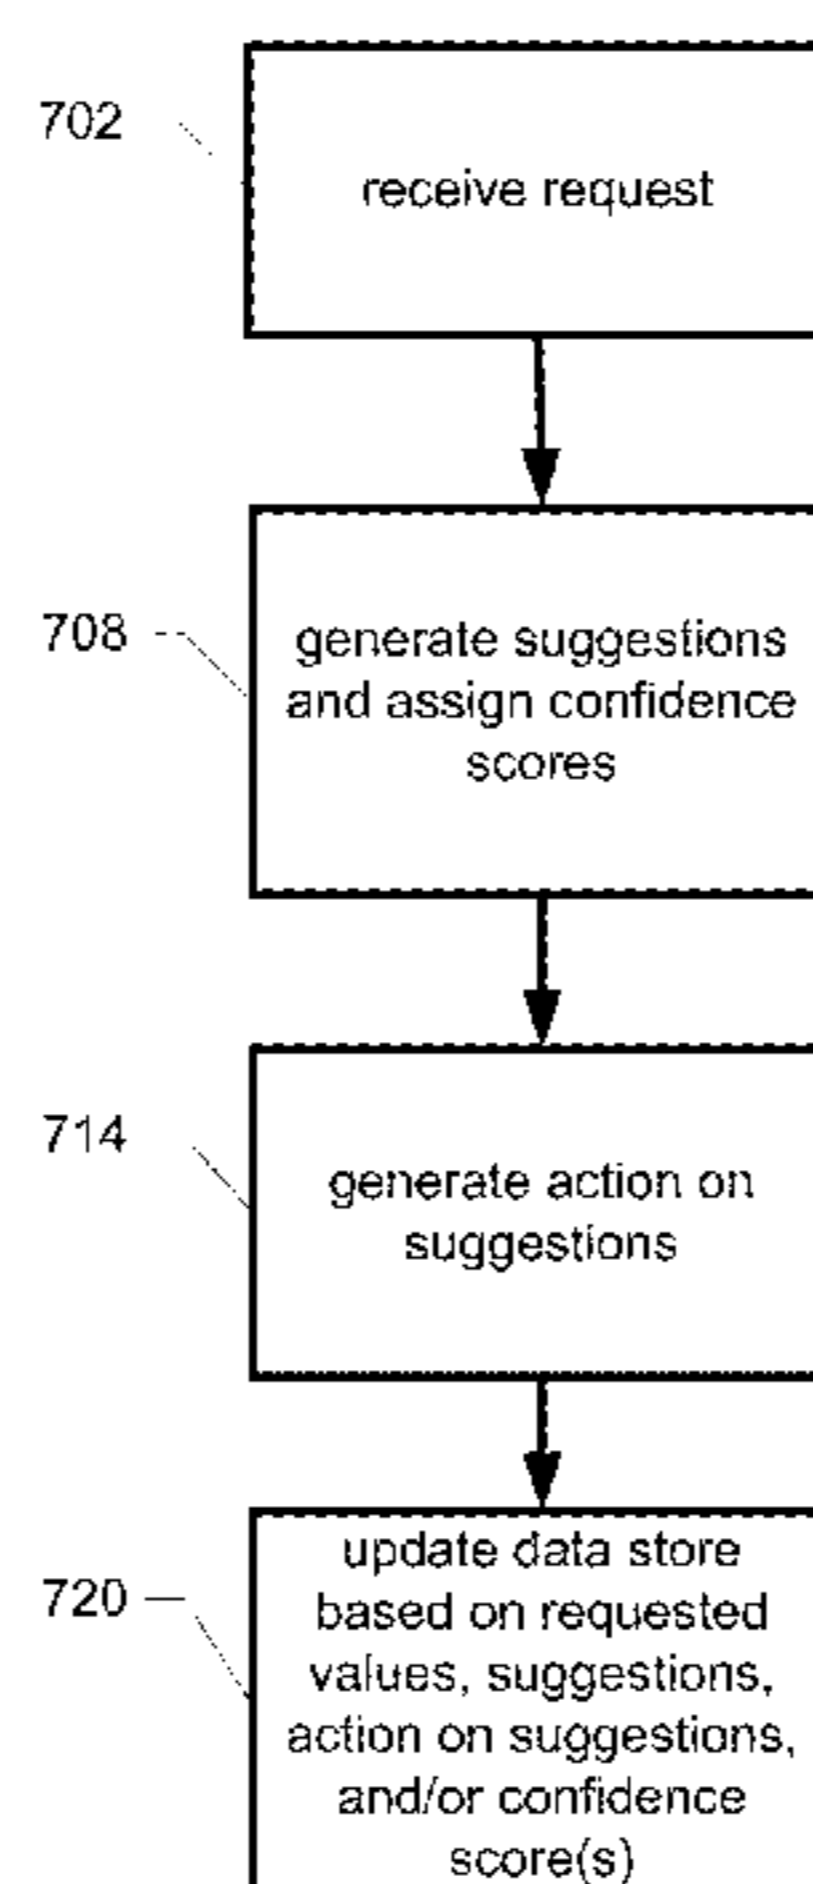 702
receive request
708
generate suggestions
and assign confidence
scores
714
generate action on
suggestions
720
update data store
based on requested
values, suggestions,
action on suggestions,
and/or confidence
score(s)